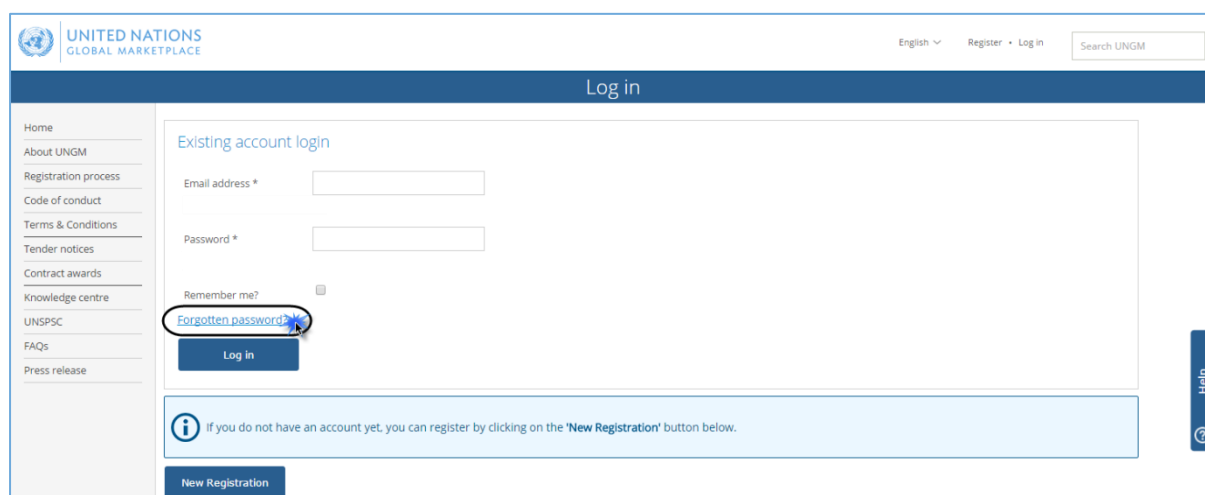 UNITED NATIONS
GLOBAL MARKETPLACE
English
Register • Log in
Search UNGM
Log in
Home
About UNGM
Registration process
Code of conduct
Terms & Conditions
Tender notices
Contract awards
Knowledge centre
UNSPSC
FAQs
Press release
Existing account login
Email address *
Password *
Remember me?
Forgotten password?
Log in
If you do not have an account yet, you can register by clicking on the 'New Registration' button below.
New Registration
Help